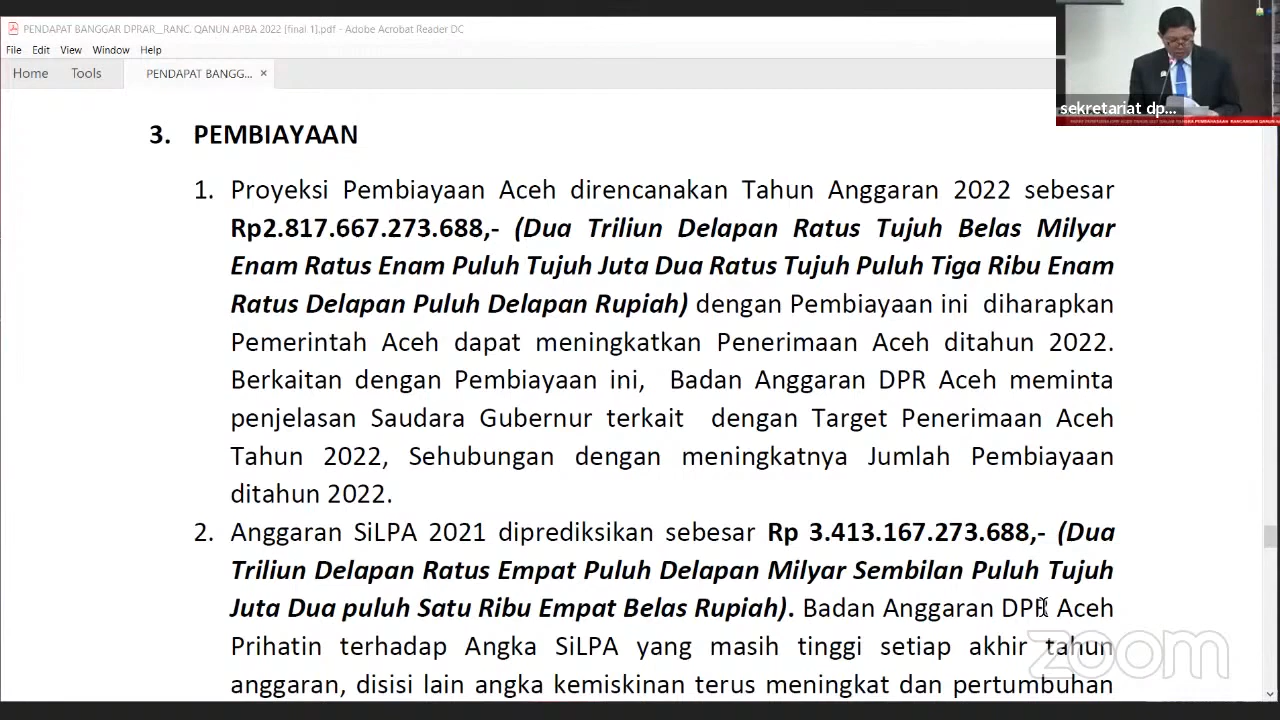 PENDAPAT BANGGAR DPRAR__RANC. QANUN APBA 2022 [final 1].pdf - Adobe Acrobat Reader DC
File Edit View Window Help
Home Tools PENDAPAT BANGG... ×
sekretariat dp...
3. PEMBIAYAAN
1. Proyeksi Pembiayaan Aceh direncanakan Tahun Anggaran 2022 sebesar
Rp2.817.667.273.688,- (Dua Triliun Delapan Ratus Tujuh Belas Milyar
Enam Ratus Enam Puluh Tujuh Juta Dua Ratus Tujuh Puluh Tiga Ribu Enam
Ratus Delapan Puluh Delapan Rupiah) dengan Pembiayaan ini diharapkan
Pemerintah Aceh dapat meningkatkan Penerimaan Aceh ditahun 2022.
Berkaitan dengan Pembiayaan ini, Badan Anggaran DPR Aceh meminta
penjelasan Saudara Gubernur terkait dengan Target Penerimaan Aceh
Tahun 2022, Sehubungan dengan meningkatnya Jumlah Pembiayaan
ditahun 2022.
2. Anggaran SiLPA 2021 diprediksikan sebesar Rp 3.413.167.273.688,- (Dua
Triliun Delapan Ratus Empat Puluh Delapan Milyar Sembilan Puluh Tujuh
Juta Dua puluh Satu Ribu Empat Belas Rupiah). Badan Anggaran DPR Aceh
Prihatin terhadap Angka SiLPA yang masih tinggi setiap akhir tahun
anggaran, disisi lain angka kemiskinan terus meningkat dan pertumbuhan
zoom